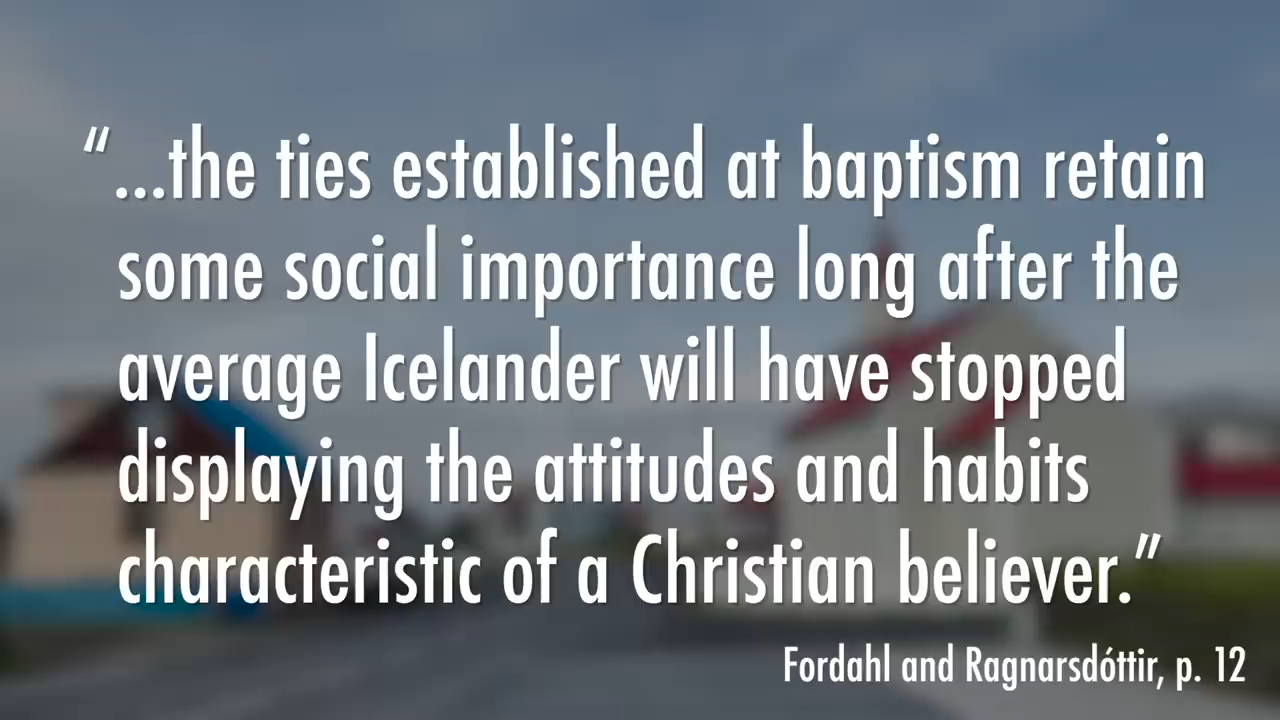 “...the ties established at baptism retain
some social importance long after the
average Icelander will have stopped
displaying the attitudes and habits
characteristic of a Christian believer.”
Fordahl and Ragnarsdóttir, p. 12